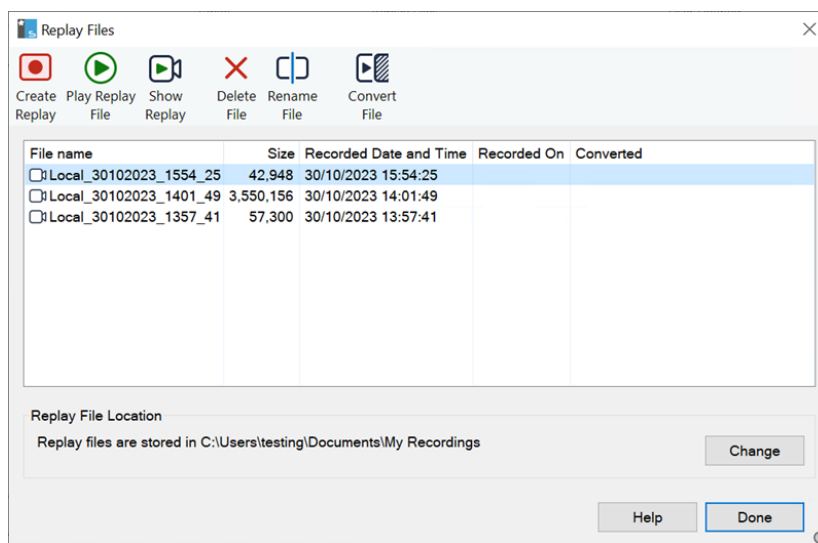 Replay Files
Create Replay
Play Replay File
Show Replay
Delete File
Rename File
Convert File
File name Size Recorded Date and Time Recorded On Converted
Local_30102023_1554_25 42,948 30/10/2023 15:54:25
Local_30102023_1401_49 3,550,156 30/10/2023 14:01:49
Local_30102023_1357_41 57,300 30/10/2023 13:57:41
Replay File Location
Replay files are stored in C:\Users\testing\Documents\My Recordings
Change
Help Done